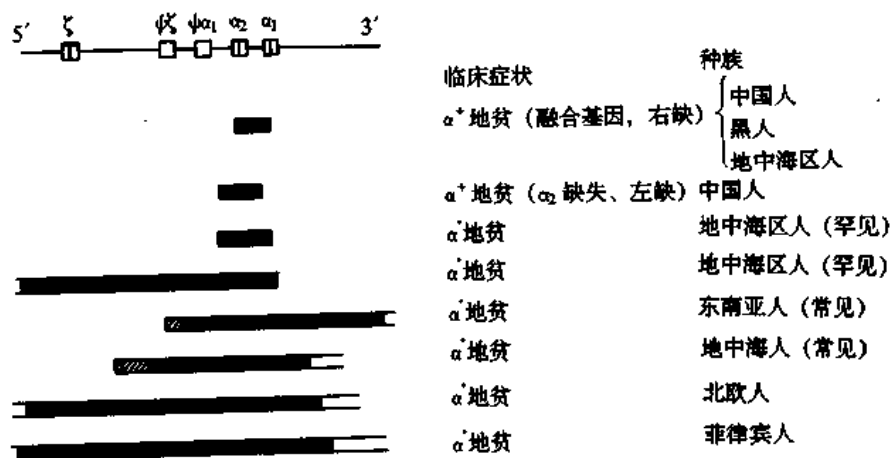 5′ ζ ψζ ψα₁ α₂ α₁ 3′
临床症状 种族
α⁺地贫（融合基因，右缺） 中国人
黑人
地中海区人
α⁺地贫（α₂缺失、左缺）中国人
α°地贫 地中海区人（罕见）
α°地贫 地中海区人（罕见）
α°地贫 东南亚人（常见）
α°地贫 地中海人（常见）
α°地贫 北欧人
α°地贫 菲律宾人